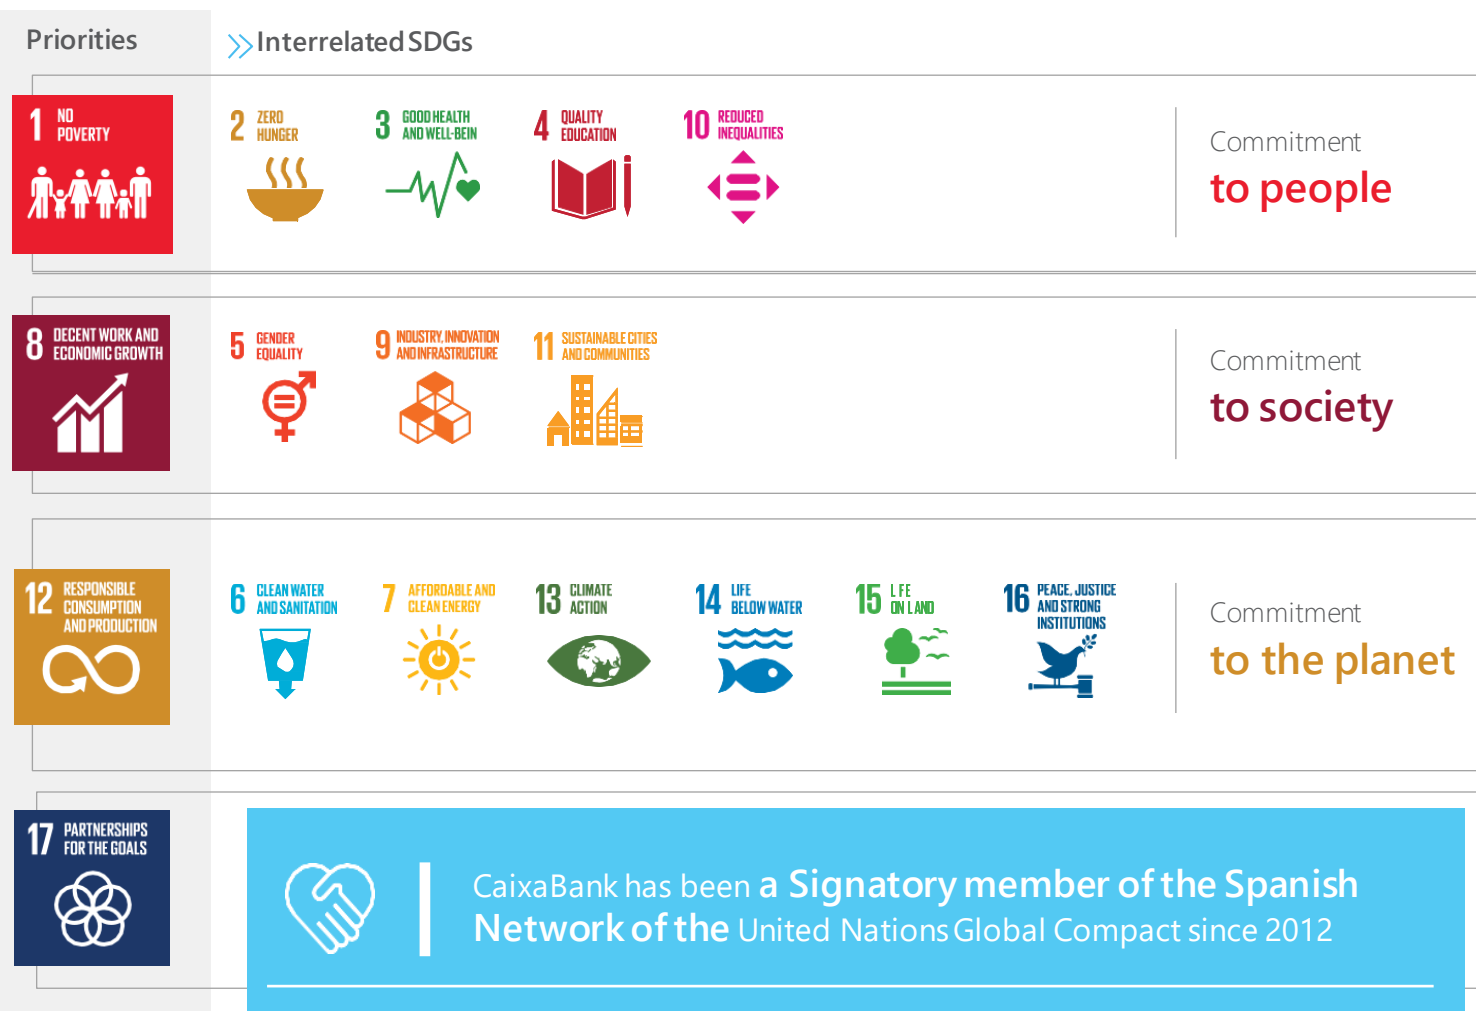 Priorities
Interrelated SDGs
1 NO
POVERTY
2 ZERO
HUNGER
3 GOOD HEALTH
AND WELL-BEIN
4 QUALITY
EDUCATION
10 REDUCED
INEQUALITIES
Commitment
to people
8 DECENT WORK AND
ECONOMIC GROWTH
5 GENDER
EQUALITY
9 INDUSTRY, INNOVATION
AND INFRASTRUCTURE
11 SUSTAINABLE CITIES
AND COMMUNITIES
Commitment
to society
12 RESPONSIBLE
CONSUMPTION
AND PRODUCTION
6 CLEAN WATER
AND SANITATION
7 AFFORDABLE AND
CLEAN ENERGY
13 CLIMATE
ACTION
14 LIFE
BELOW WATER
15 L FE
ON LAND
16 PEACE, JUSTICE
AND STRONG
INSTITUTIONS
Commitment
to the planet
17 PARTNERSHIPS
FOR THE GOALS
CaixaBank has been a Signatory member of the Spanish
Network of the United Nations Global Compact since 2012